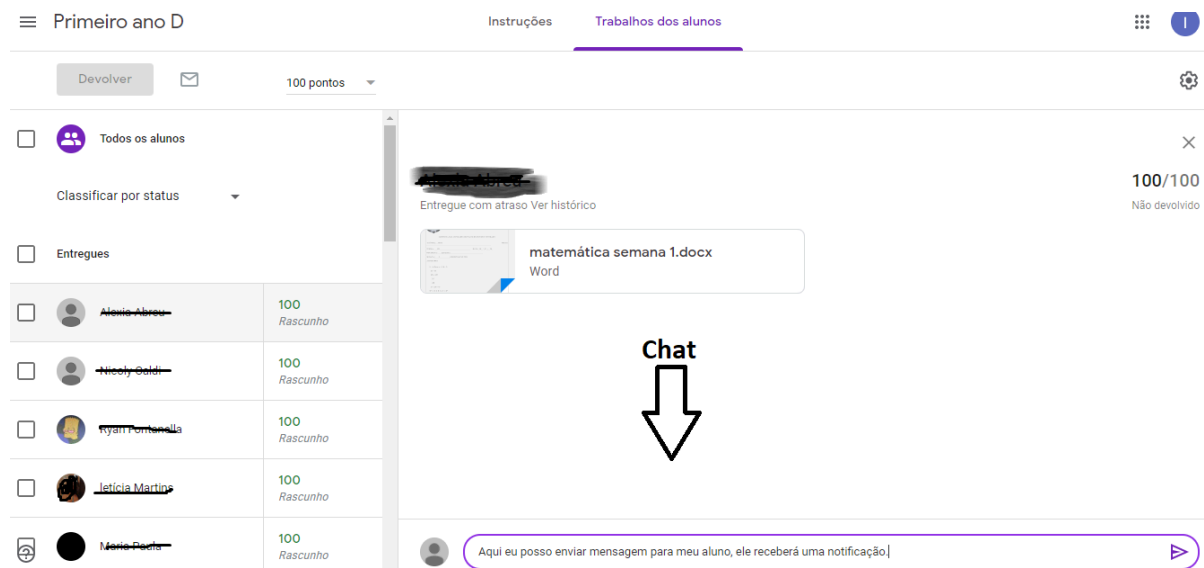 Primeiro ano D
Instruções
Trabalhos dos alunos
I
Devolver
100 pontos
Todos os alunos
Classificar por status
Entregues
100
Rascunho
100
Rascunho
100
Rascunho
100
Rascunho
100
Rascunho
100/100
Entregue com atraso Ver histórico
Não devolvido
matemática semana 1.docx
Word
Chat
Aqui eu posso enviar mensagem para meu aluno, ele receberá uma notificação.